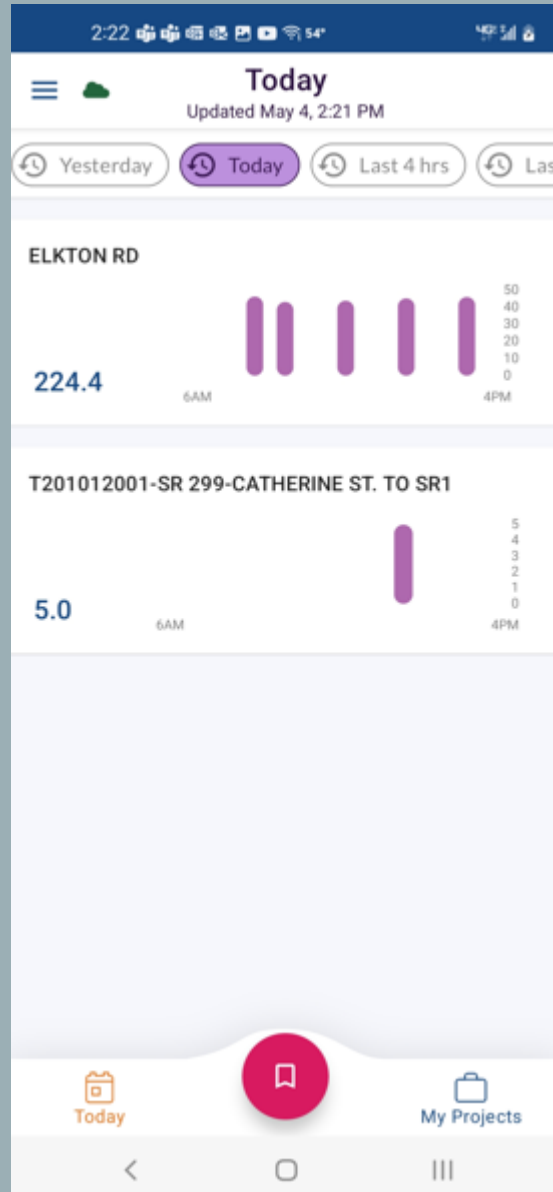 2:22 54°
Today
Updated May 4, 2:21 PM
Yesterday Today Last 4 hrs Las
ELKTON RD
50
40
30
20
10
0
224.4
6AM 4PM
T201012001-SR 299-CATHERINE ST. TO SR1
5
4
3
2
1
0
5.0
6AM 4PM
Today My Projects